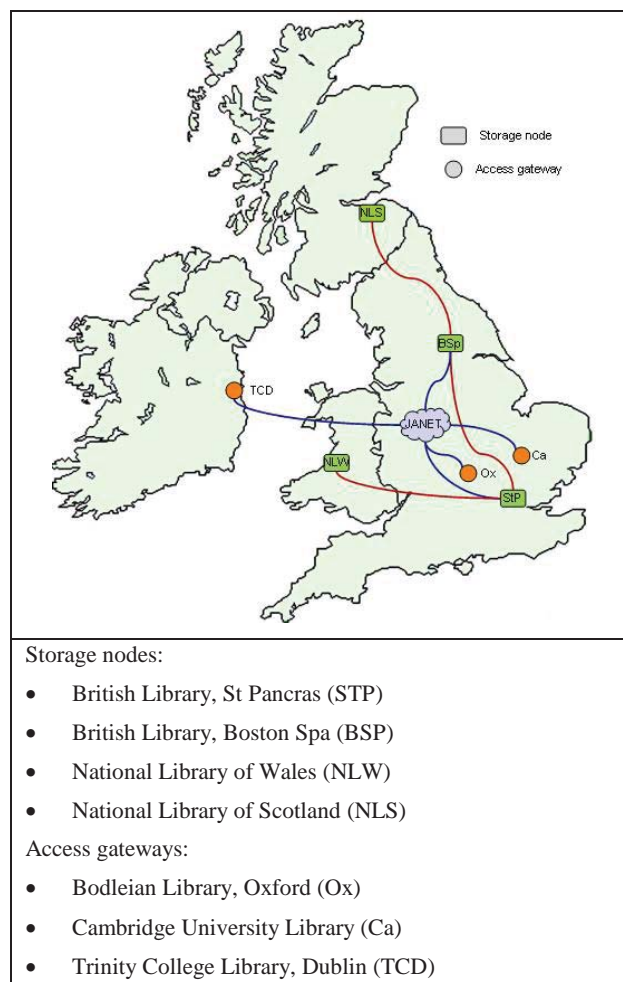 Storage node
Access gateway
NLS
BSp
TCD
JANET
Ca
NLW
Ox
StP
Storage nodes:
• British Library, St Pancras (STP)
• British Library, Boston Spa (BSP)
• National Library of Wales (NLW)
• National Library of Scotland (NLS)
Access gateways:
• Bodleian Library, Oxford (Ox)
• Cambridge University Library (Ca)
• Trinity College Library, Dublin (TCD)